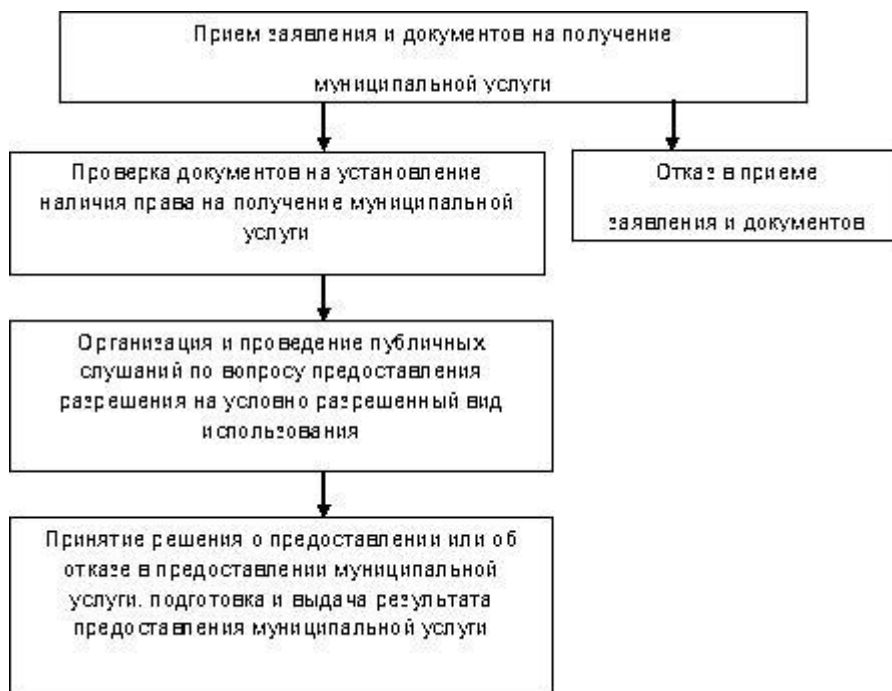 Прием заявления и документов на получение
муниципальной услуги
Проверка документов на установление
наличия права на получение муниципальной
услуги
Отказ в приеме
заявления и документов
Организация и проведение публичных
слушаний по вопросу предоставления
разрешения на условно разрешенный вид
использования
Принятие решения о предоставлении или об
отказе в предоставлении муниципальной
услуги. подготовка и выдача результата
предоставления муниципальной услуги